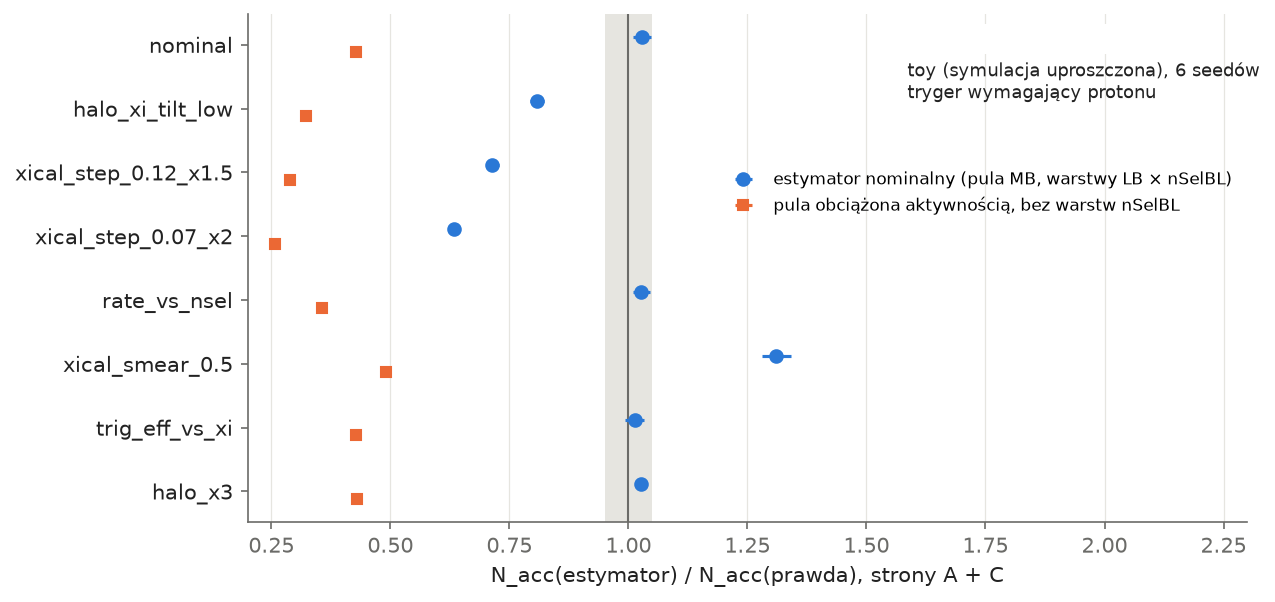 nominal
halo_xi_tilt_low
xical_step_0.12_x1.5
xical_step_0.07_x2
rate_vs_nsel
xical_smear_0.5
trig_eff_vs_xi
halo_x3
toy (symulacja uproszczona), 6 seedów
tryger wymagający protonu
estymator nominalny (pula MB, warstwy LB × nSelBL)
pula obciążona aktywnością, bez warstw nSelBL
0.25 0.50 0.75 1.00 1.25 1.50 1.75 2.00 2.25
N_acc(estymator) / N_acc(prawda), strony A + C